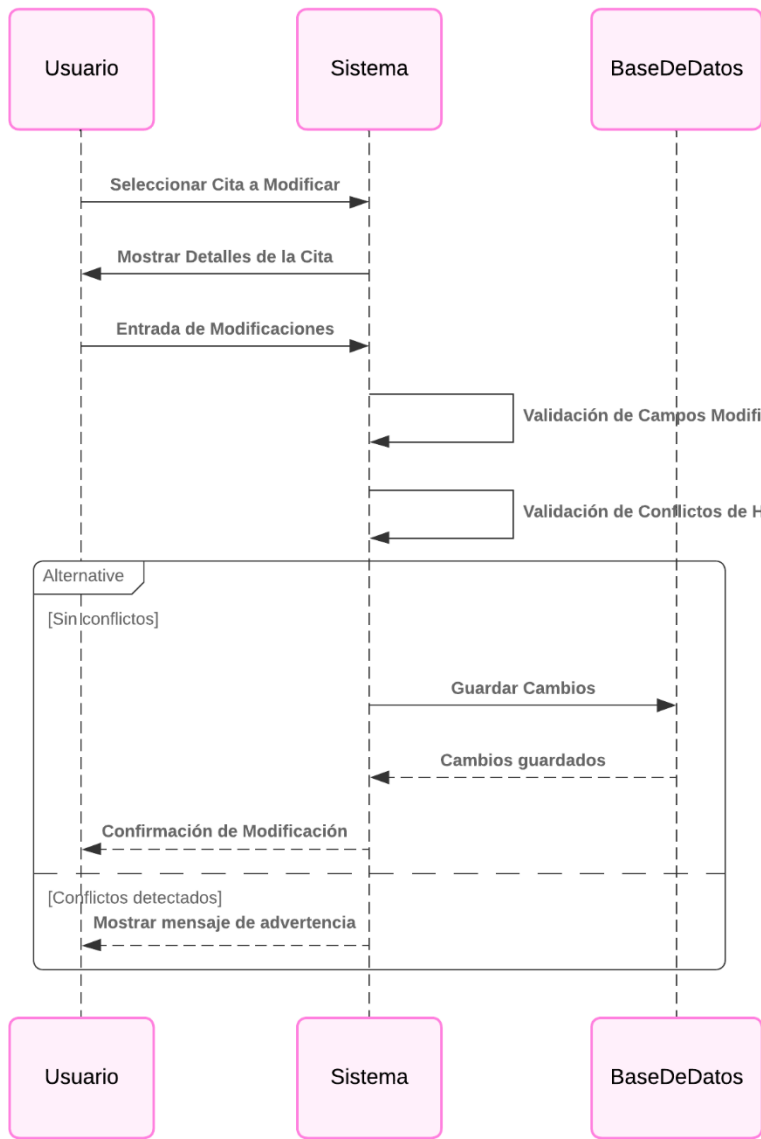 Usuario
Sistema
BaseDeDatos
Seleccionar Cita a Modificar
Mostrar Detalles de la Cita
Entrada de Modificaciones
Validación de Campos Modifi
Validación de Conflictos de H
Alternative
[Sin conflictos]
Guardar Cambios
Cambios guardados
Confirmación de Modificación
[Conflictos detectados]
Mostrar mensaje de advertencia
Usuario
Sistema
BaseDeDatos